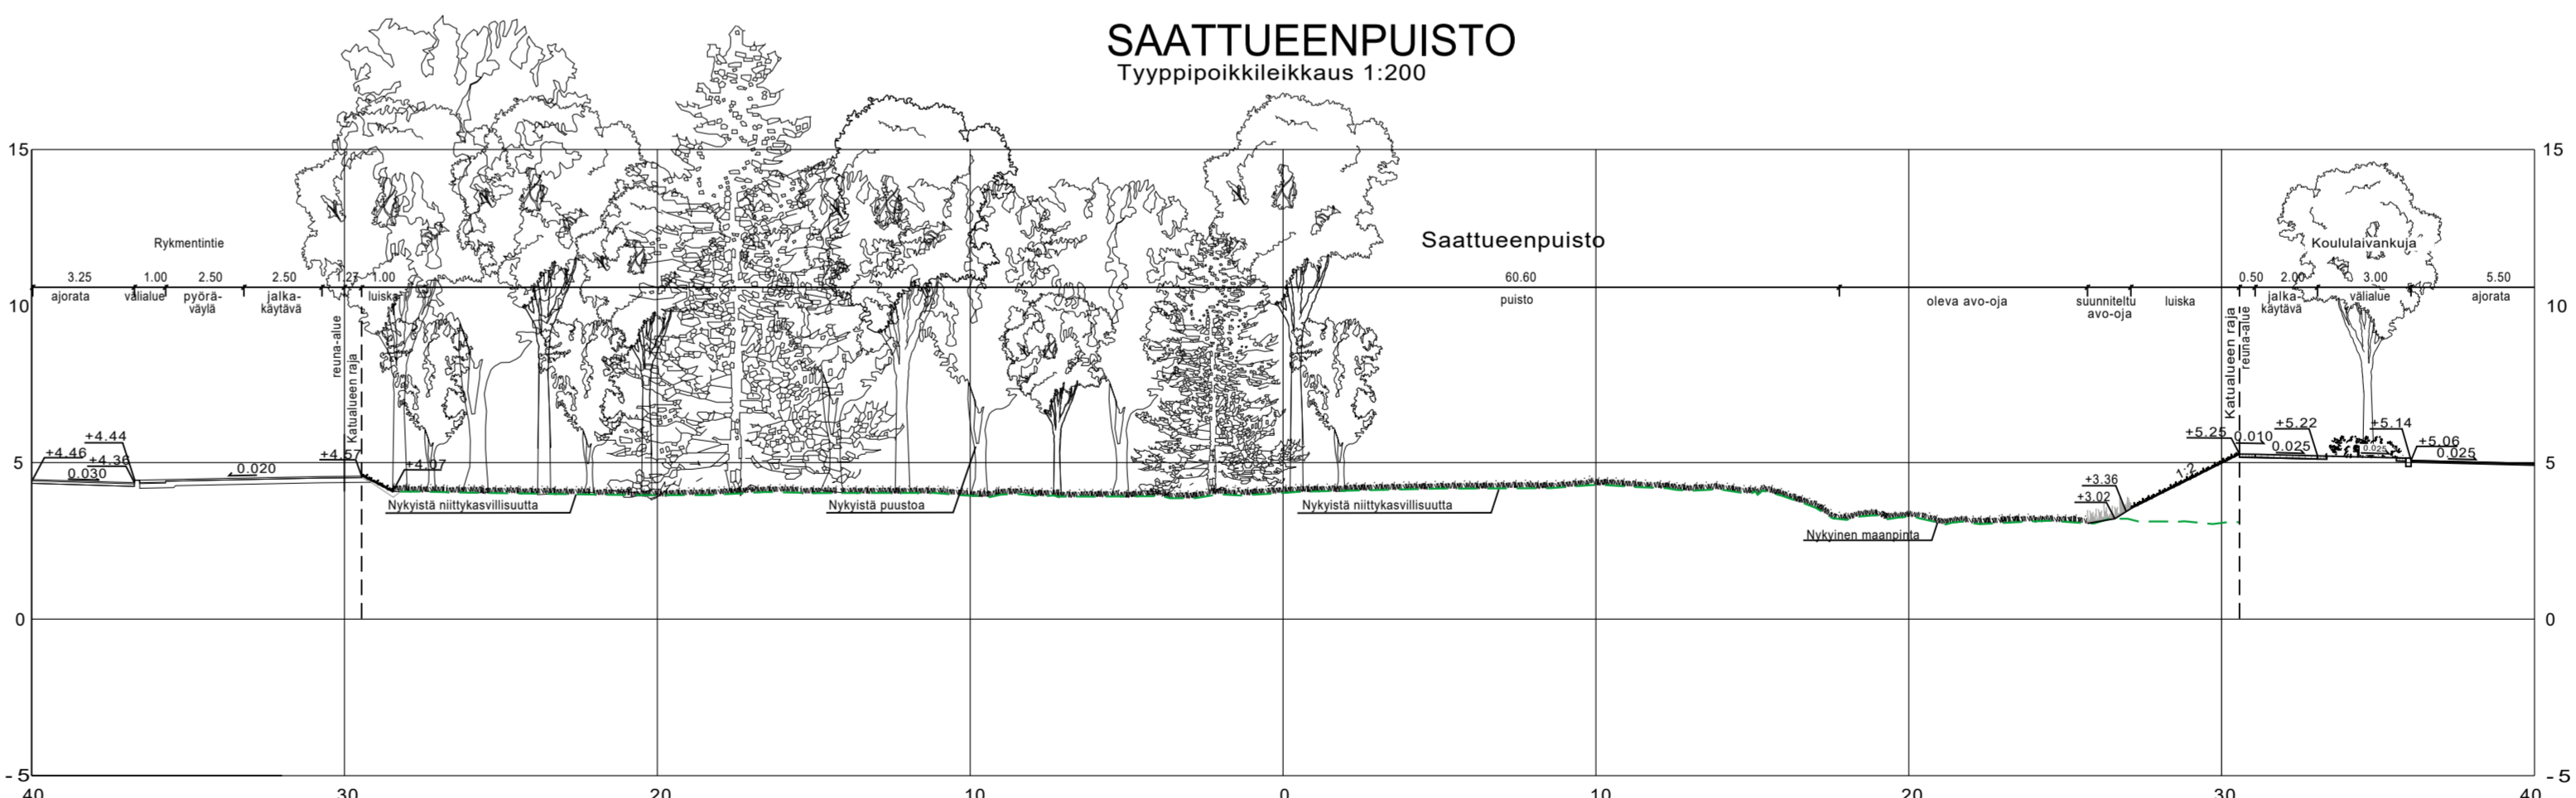 SAATTUEENPUISTO
Tyyppipoikkileikkaus 1:200
15
15
Rykmentintie
Saattueenpuisto
Koululaivankuja
3.25
1.00
2.50
2.50
1.27
1.00
60.60
0.50
2.00
3.00
5.50
ajorata
välialue
pyörä-
väylä
jalka-
käytävä
luiska
puisto
oleva avo-oja
suunniteltu
avo-oja
luiska
jalka-
käytävä
välialue
ajorata
10
10
reuna-alue
Katualueen raja
Katualueen raja
reuna-alue
+4.44
+4.46
+4.36
0.030
0.020
+4.57
+4.07
+5.25
0.010
+5.22
0.025
+5.14
0.025
+5.06
0.025
5
5
1:2
+3.36
+3.02
Nykyistä niittykasvillisuutta
Nykyistä puustoa
Nykyistä niittykasvillisuutta
Nykyinen maanpinta
0
0
-5
-5
40
30
20
10
0
10
20
30
40